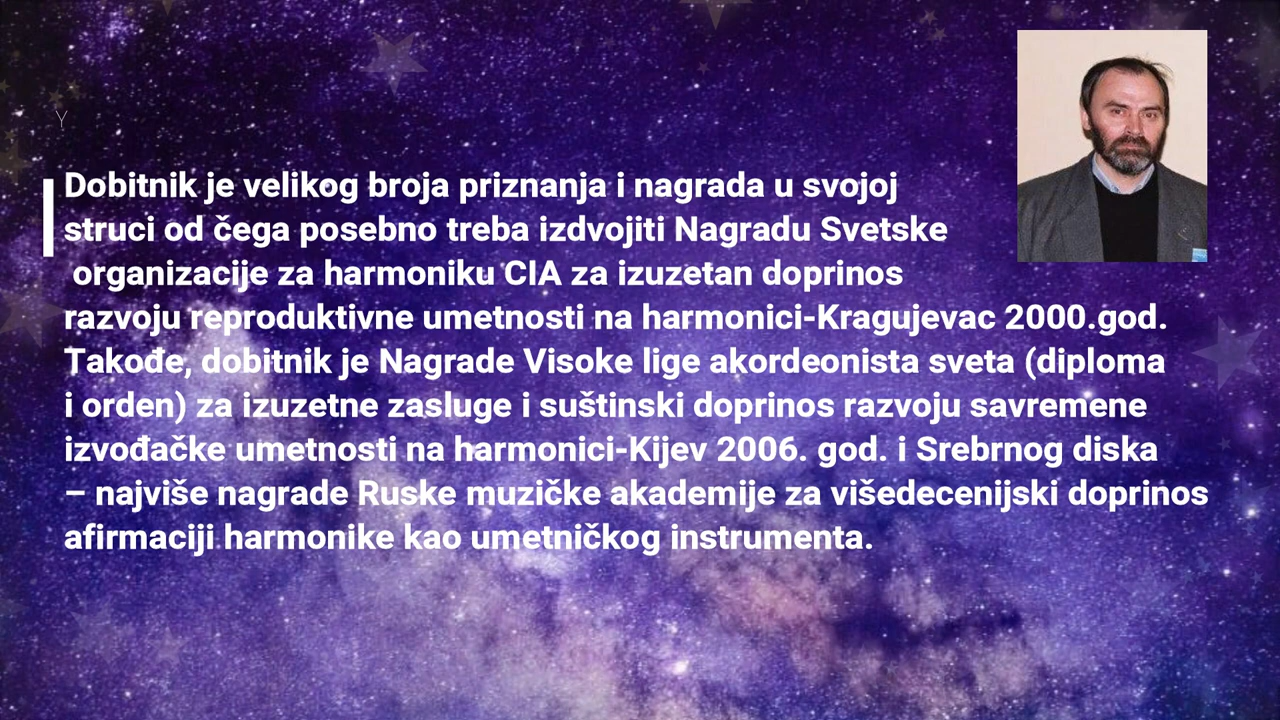 Y
Dobitnik je velikog broja priznanja i nagrada u svojoj
struci od čega posebno treba izdvojiti Nagradu Svetske
organizacije za harmoniku CIA za izuzetan doprinos
razvoju reproduktivne umetnosti na harmonici-Kragujevac 2000.god.
Takođe, dobitnik je Nagrade Visoke lige akordeonista sveta (diploma
i orden) za izuzetne zasluge i suštinski doprinos razvoju savremene
izvođačke umetnosti na harmonici-Kijev 2006. god. i Srebrnog diska
– najviše nagrade Ruske muzičke akademije za višedecenijski doprinos
afirmaciji harmonike kao umetničkog instrumenta.